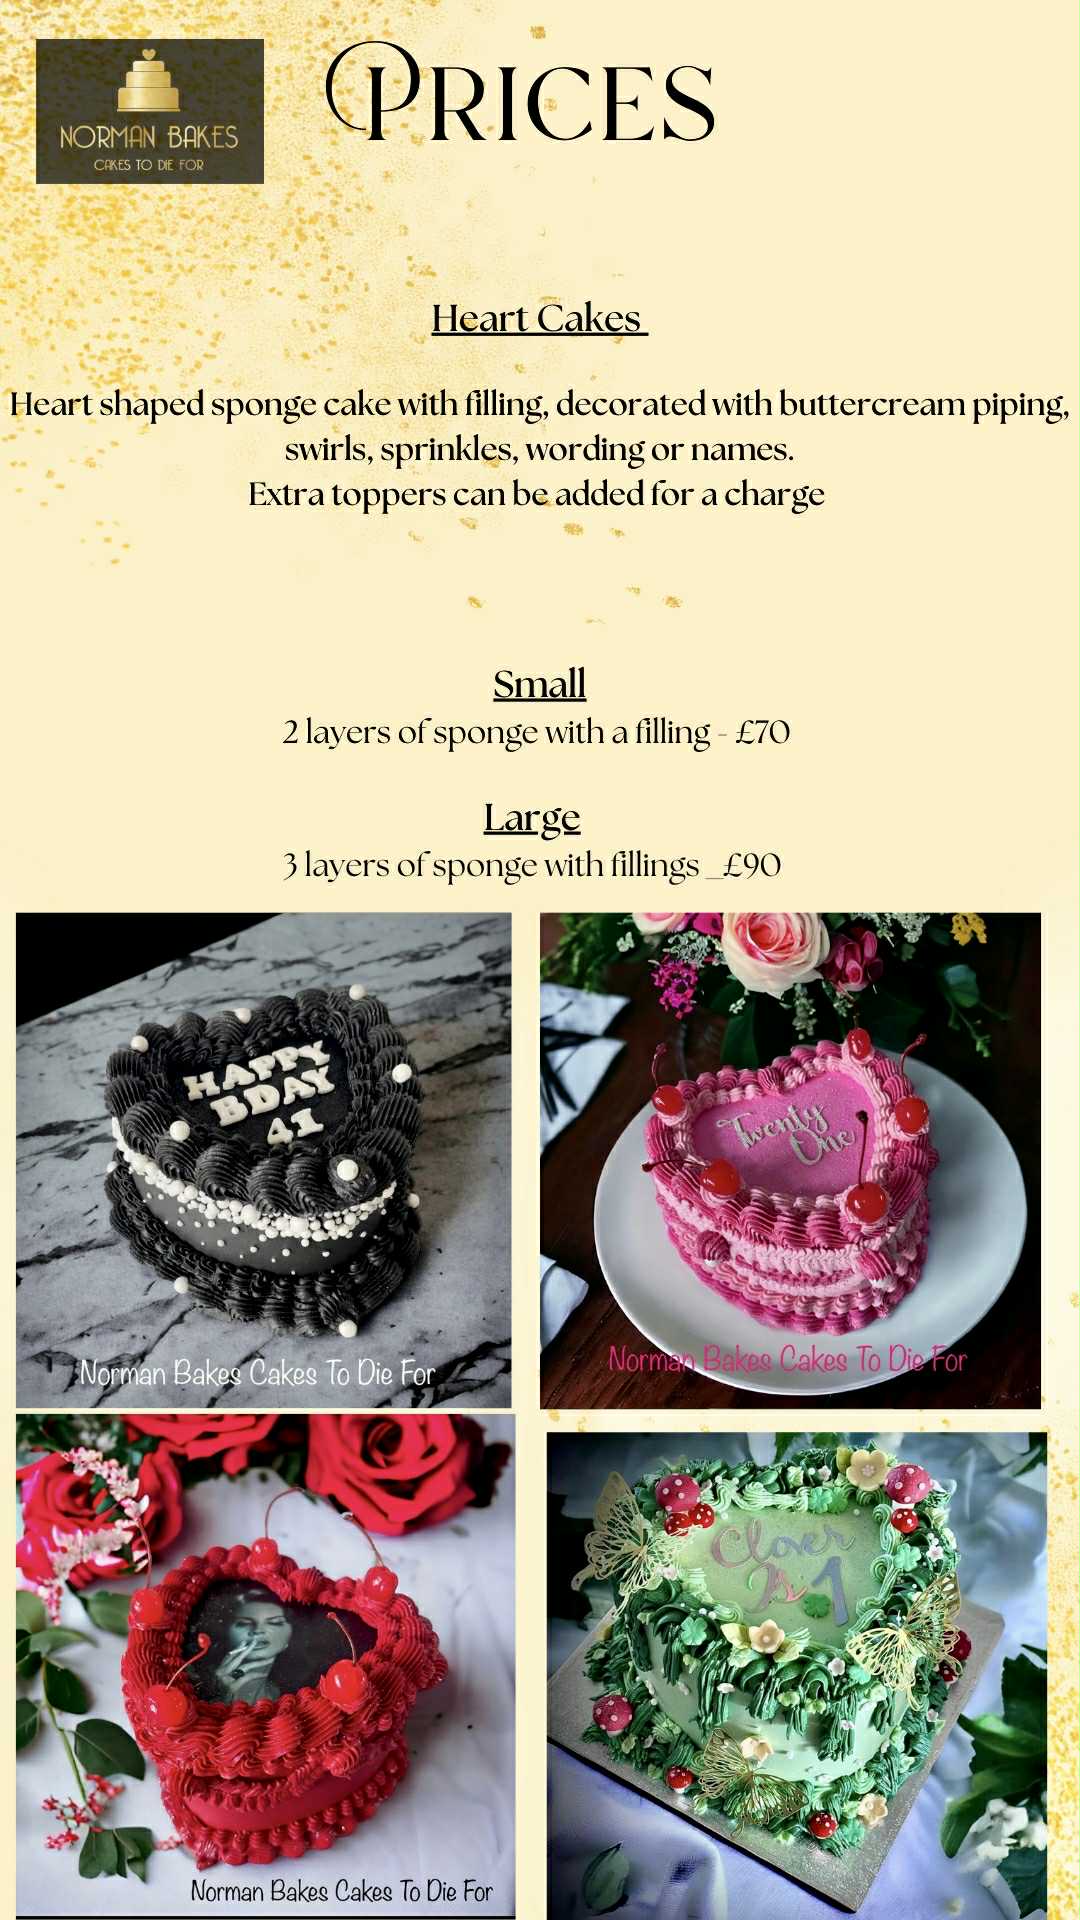 NORMAN BAKES
CAKES TO DIE FOR
PRICES
Heart Cakes
Heart shaped sponge cake with filling, decorated with buttercream piping,
swirls, sprinkles, wording or names.
Extra toppers can be added for a charge
Small
2 layers of sponge with a filling - £70
Large
3 layers of sponge with fillings _£90
HAPPY
BDAY
41
Norman Bakes Cakes To Die For
Twenty
One
Norman Bakes Cakes To Die For
Norman Bakes Cakes To Die For
Clover
is 1